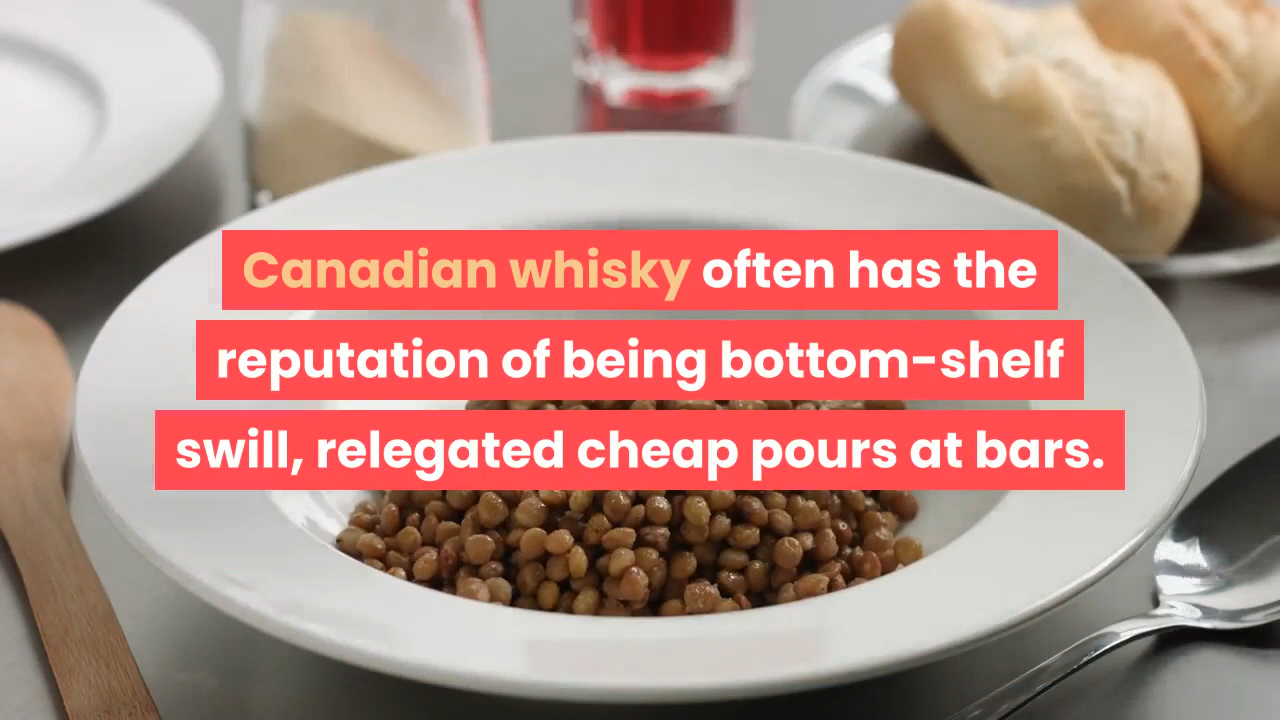 Canadian whisky often has the
reputation of being bottom-shelf
swill, relegated cheap pours at bars.